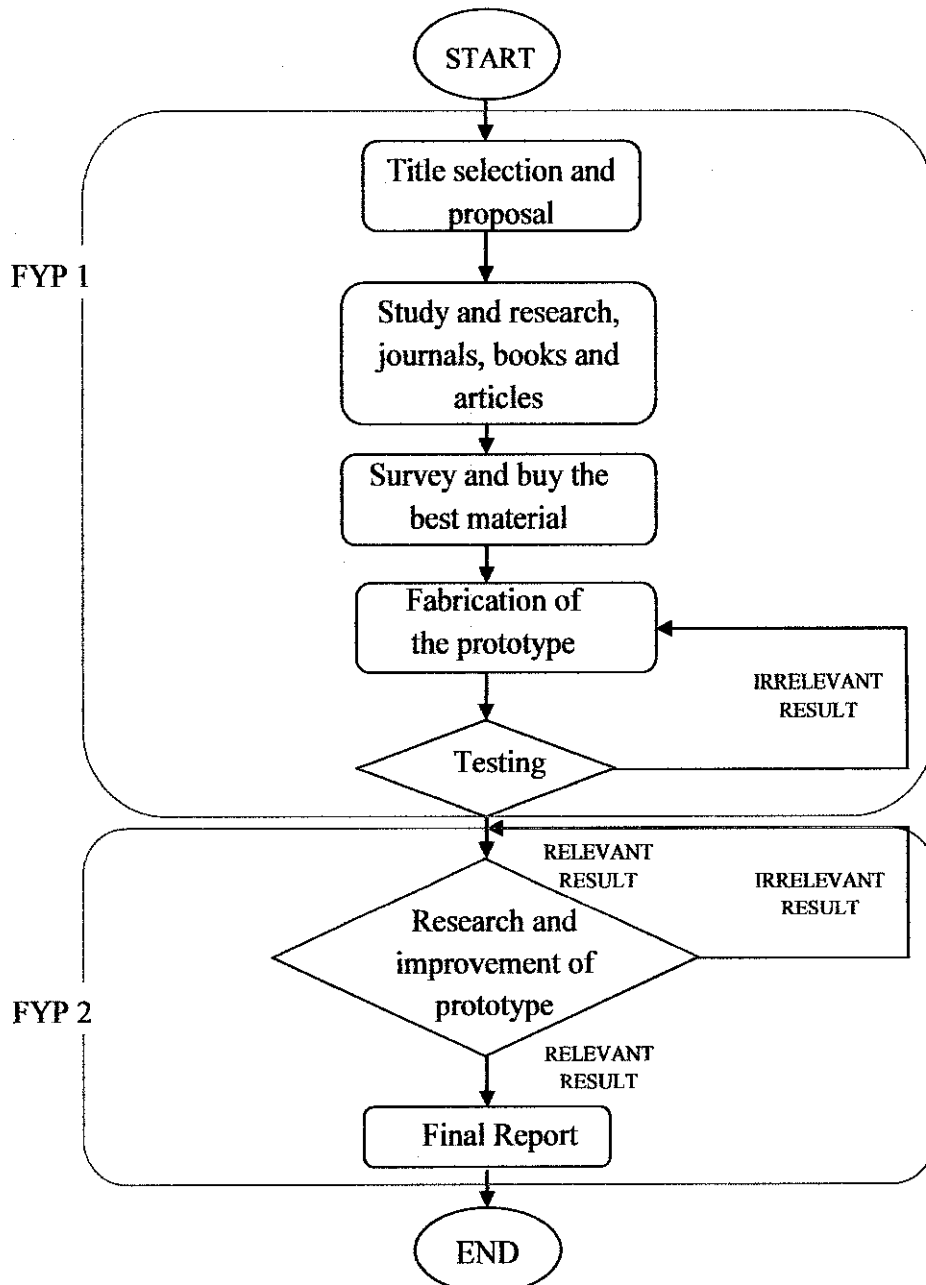 START
Title selection and
proposal
FYP 1
Study and research,
journals, books and
articles
Survey and buy the
best material
Fabrication of
the prototype
IRRELEVANT
RESULT
Testing
RELEVANT
RESULT
IRRELEVANT
RESULT
Research and
improvement of
prototype
FYP 2
RELEVANT
RESULT
Final Report
END